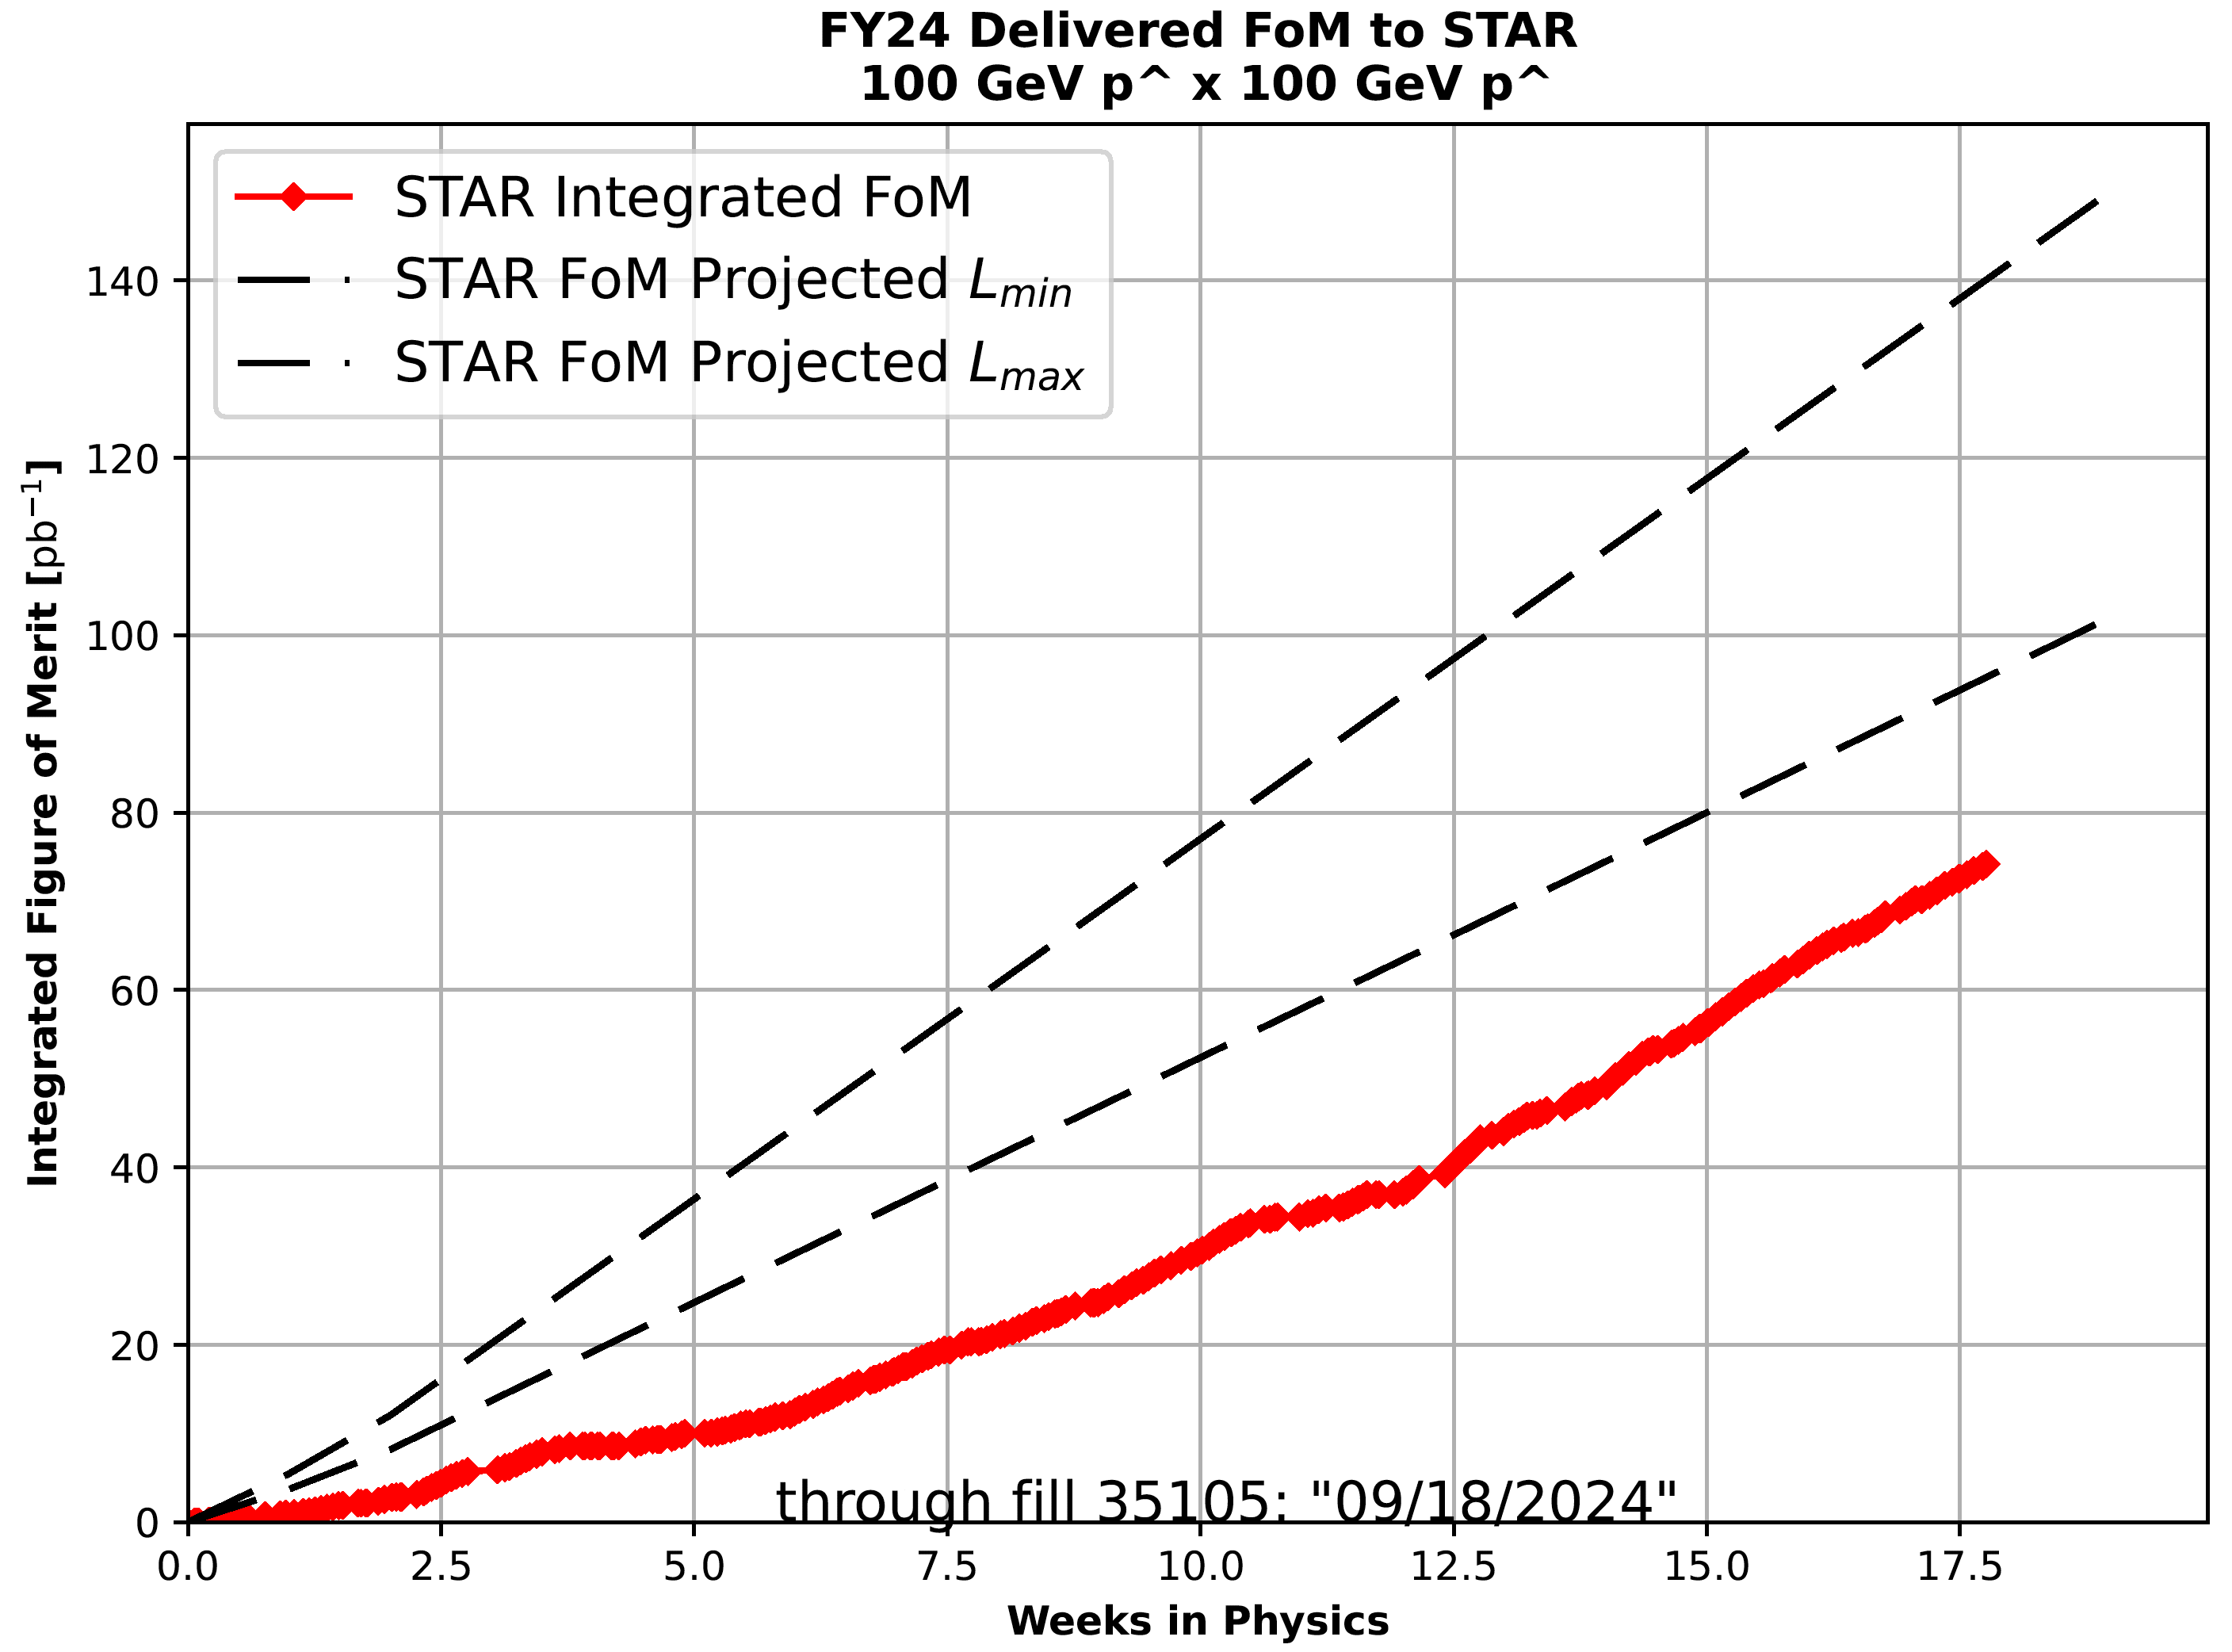 FY24 Delivered FoM to STAR
100 GeV p^ x 100 GeV p^
STAR Integrated FoM
STAR FoM Projected L_min
STAR FoM Projected L_max
Integrated Figure of Merit [pb⁻¹]
140
120
100
80
60
40
20
0
through fill 35105: "09/18/2024"
0.0 2.5 5.0 7.5 10.0 12.5 15.0 17.5
Weeks in Physics